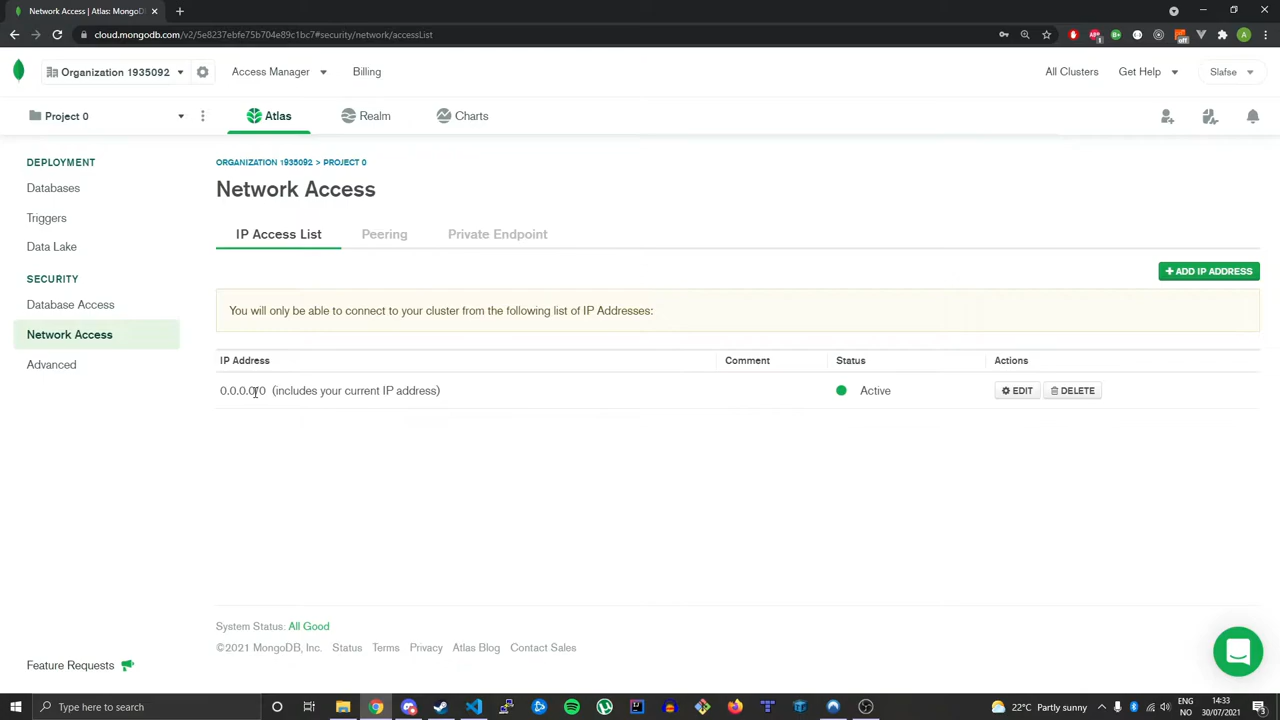 Network Access | Atlas: MongoD
cloud.mongodb.com/v2/5e8237ebfe75b704e89c1bc7#security/network/accessList
off
A
Organization 1935092
Access Manager
Billing
All Clusters
Get Help
Slafse
Project 0
Atlas
Realm
Charts
DEPLOYMENT
Databases
Triggers
Data Lake
SECURITY
Database Access
Network Access
Advanced
ORGANIZATION 1935092 > PROJECT 0
Network Access
IP Access List
Peering
Private Endpoint
+ ADD IP ADDRESS
You will only be able to connect to your cluster from the following list of IP Addresses:
IP Address
Comment
Status
Actions
0.0.0.0/0 (includes your current IP address)
Active
EDIT
DELETE
System Status: All Good
©2021 MongoDB, Inc.
Status
Terms
Privacy
Atlas Blog
Contact Sales
Feature Requests
Type here to search
22°C Partly sunny
ENG
NO
14:33
30/07/2021